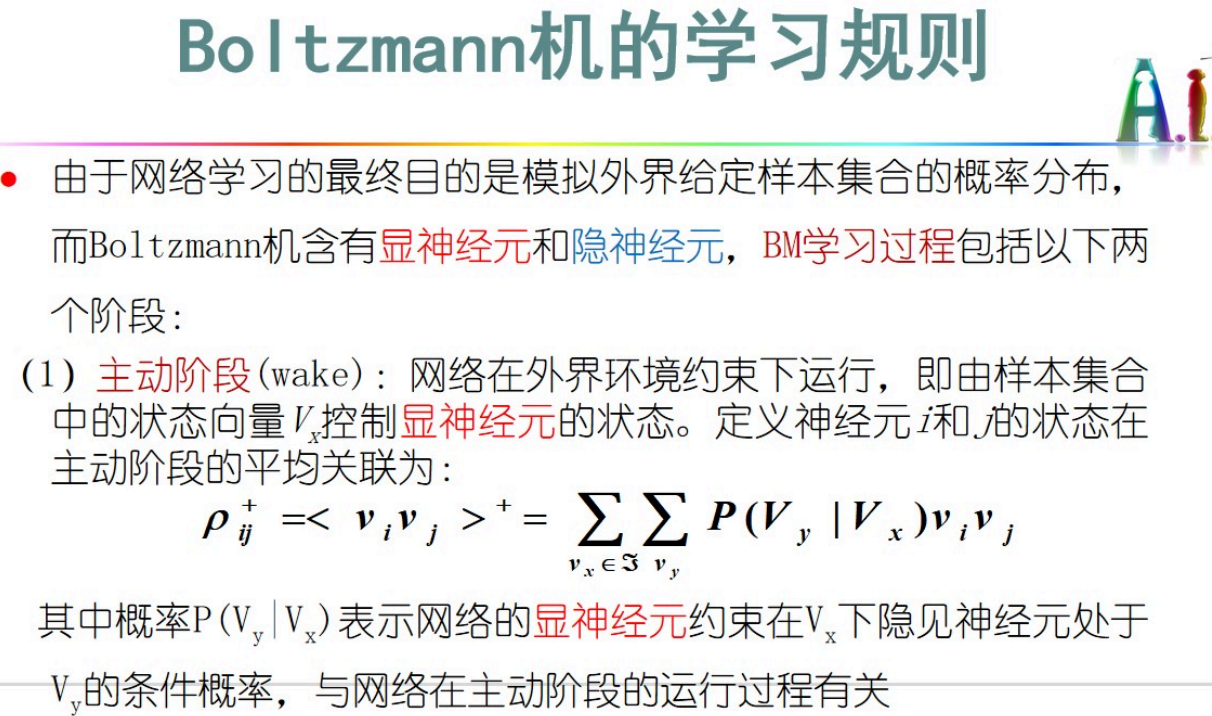 Boltzmann机的学习规则
A.I
• 由于网络学习的最终目的是模拟外界给定样本集合的概率分布，
而Boltzmann机含有显神经元和隐神经元，BM学习过程包括以下两
个阶段：
(1) 主动阶段(wake)：网络在外界环境约束下运行，即由样本集合
中的状态向量Vₓ控制显神经元的状态。定义神经元i和j的状态在
主动阶段的平均关联为：
ρ_{ij}^{+} =< v_i v_j >^{+} = ∑_{v_x∈ℑ} ∑_{v_y} P(V_y | V_x) v_i v_j
其中概率P(V_y|V_x)表示网络的显神经元约束在V_x下隐见神经元处于
V_y的条件概率，与网络在主动阶段的运行过程有关